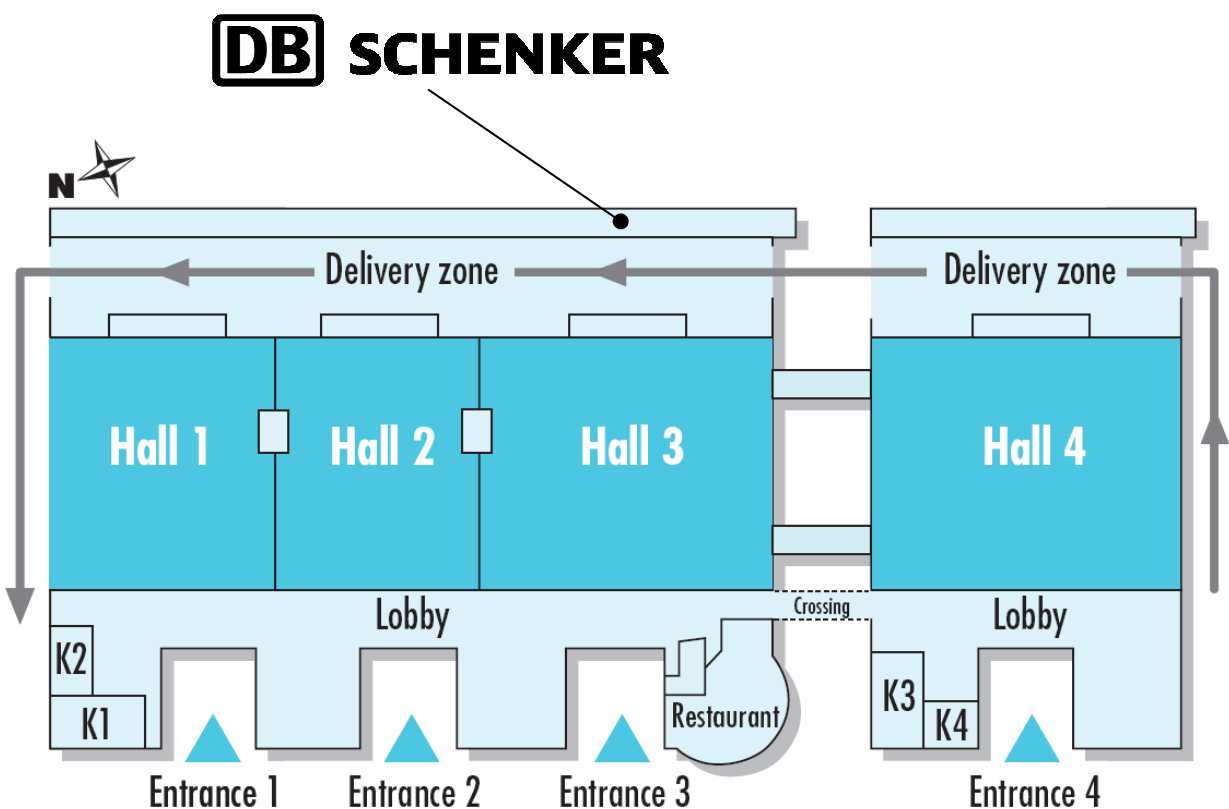 DB SCHENKER
N
Delivery zone Delivery zone
Hall 1 Hall 2 Hall 3 Hall 4
Crossing
Lobby Lobby
K2
K3
K1 Restaurant K4
Entrance 1 Entrance 2 Entrance 3 Entrance 4